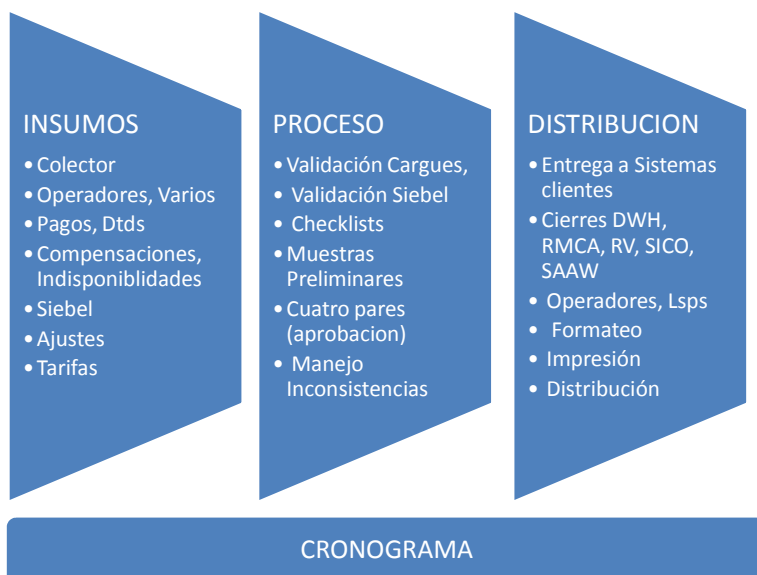 INSUMOS
• Colector
• Operadores, Varios
• Pagos, Dtds
• Compensaciones,
Indisponiblidades
• Siebel
• Ajustes
• Tarifas
PROCESO
• Validación Cargues,
• Validación Siebel
• Checklists
• Muestras
Preliminares
• Cuatro pares
(aprobacion)
• Manejo
Inconsistencias
DISTRIBUCION
• Entrega a Sistemas
clientes
• Cierres DWH,
RMCA, RV, SICO,
SAAW
• Operadores, Lsps
• Formateo
• Impresión
• Distribución
CRONOGRAMA